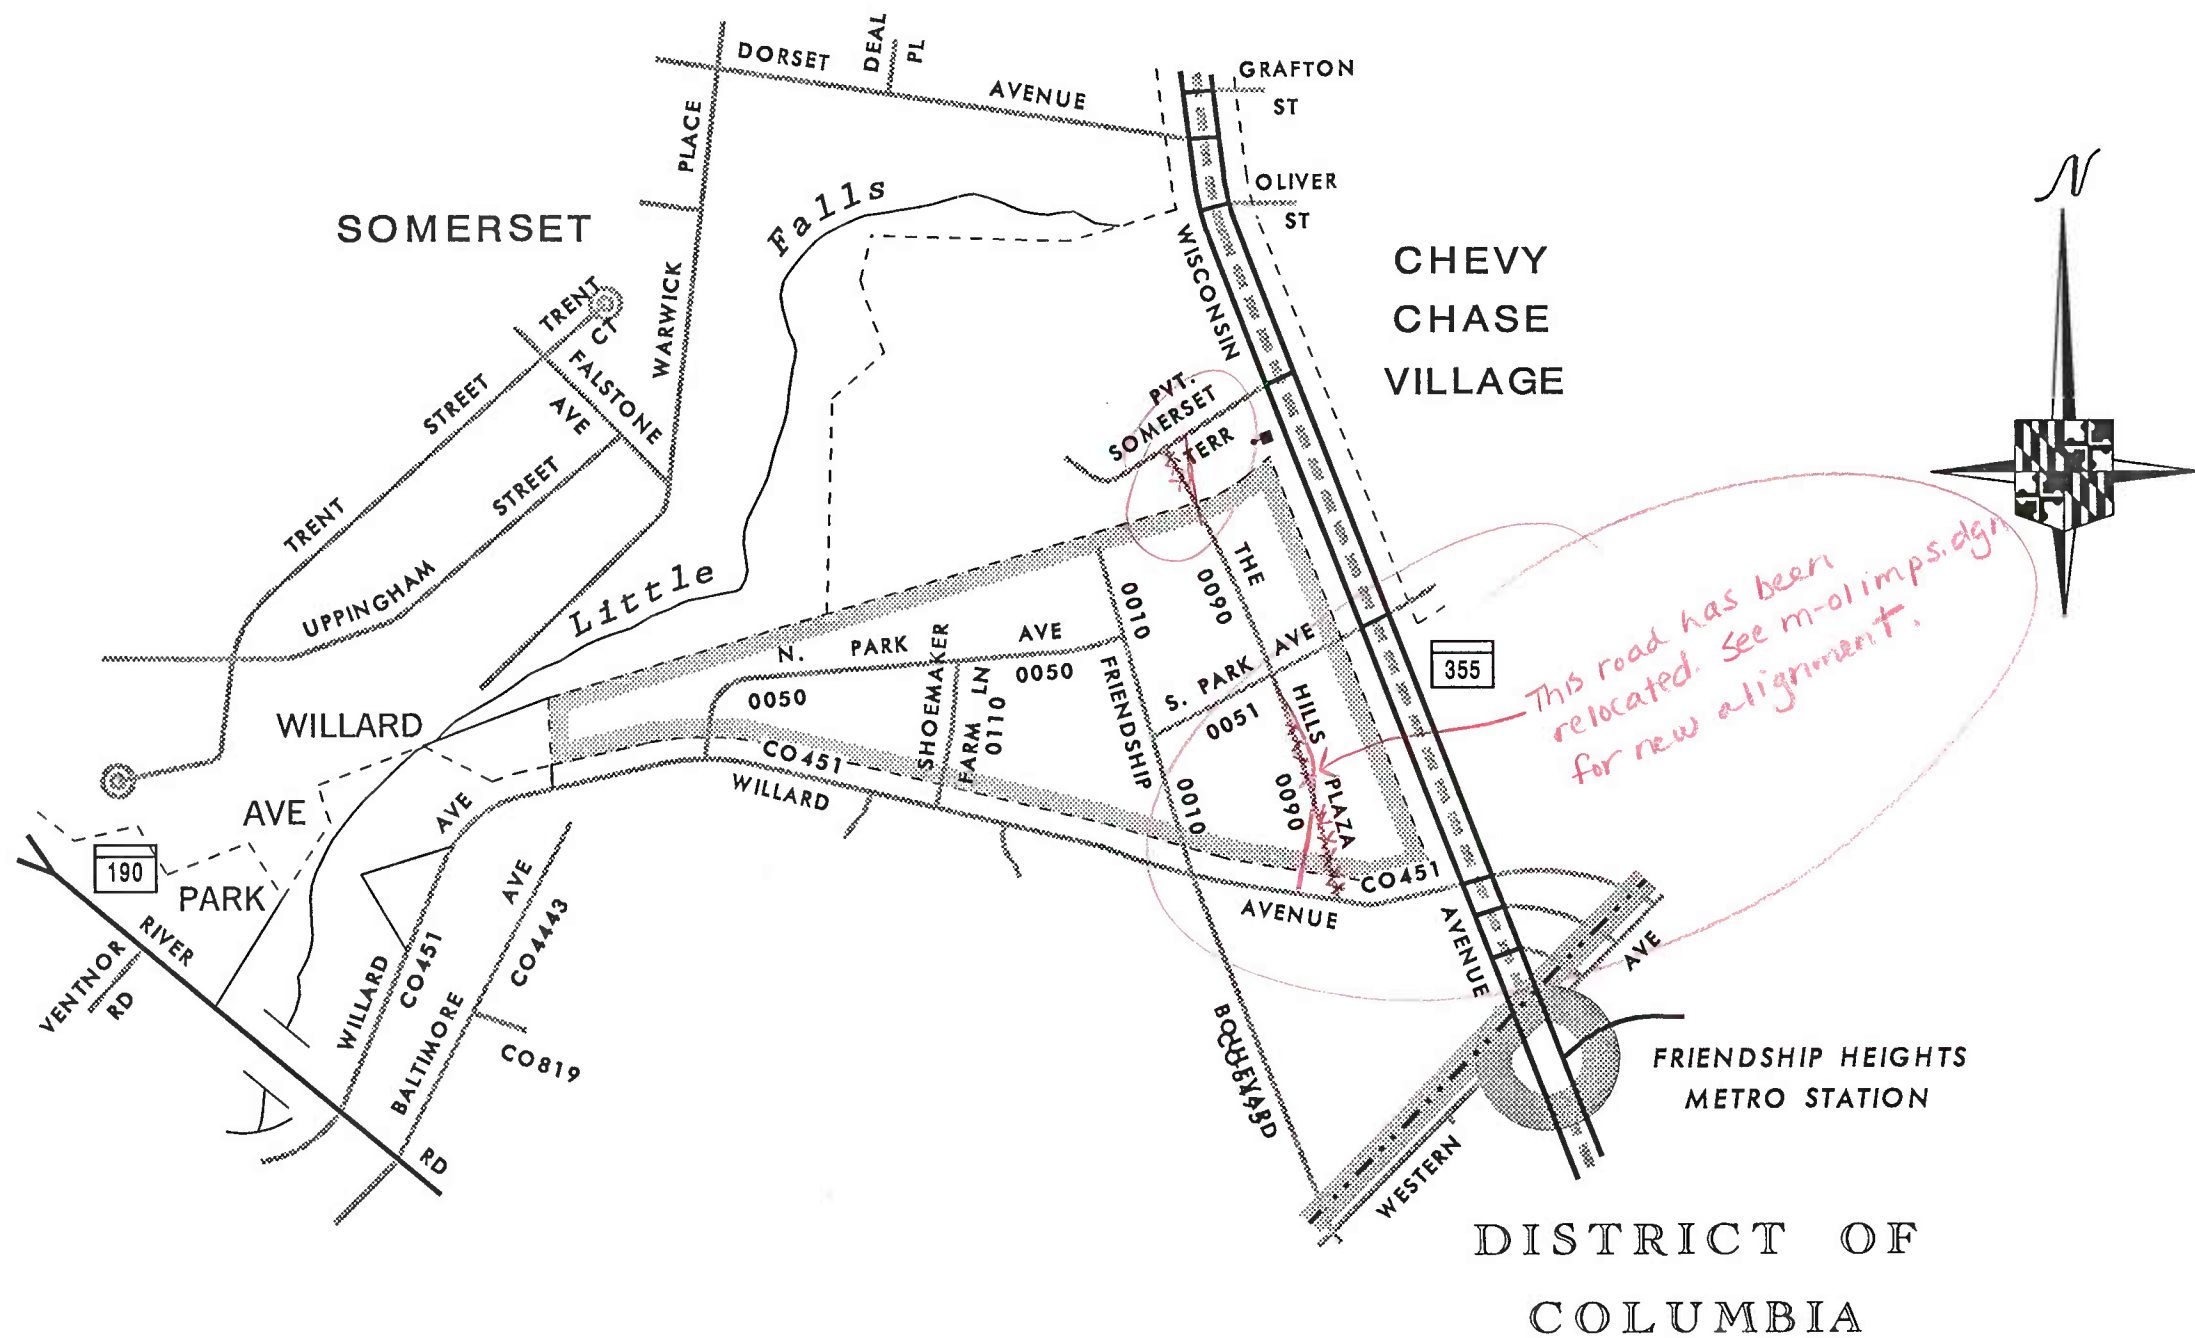 DORSET
AVENUE
DEAL
PL
GRAFTON
ST
OLIVER
ST
N
PLACE
WARWICK
SOMERSET
Falls
Little
WISCONSIN
CHEVY
CHASE
VILLAGE
TRENT
CT
FALSTONE
AVE
STREET
TRENT
STREET
UPPINGHAM
PVT.
SOMERSET
TERR
THE
0090
0010
N.
PARK
AVE
0050
0050
SHOEMAKER
FARM LN
0110
FRIENDSHIP
S. PARK AVE
0051
HILLS
PLAZA
0090
0010
355
This road has been
relocated. See m-01imps.dgn
for new alignment.
WILLARD
AVE
PARK
190
CO451
WILLARD
AVE
AVENUE
CO451
AVENUE
AVE
RIVER
RD
VENTNOR
RD
WILLARD
CO451
AVE
CO4443
BALTIMORE
CO819
BOULEVARD
WESTERN
FRIENDSHIP HEIGHTS
METRO STATION
DISTRICT OF
COLUMBIA